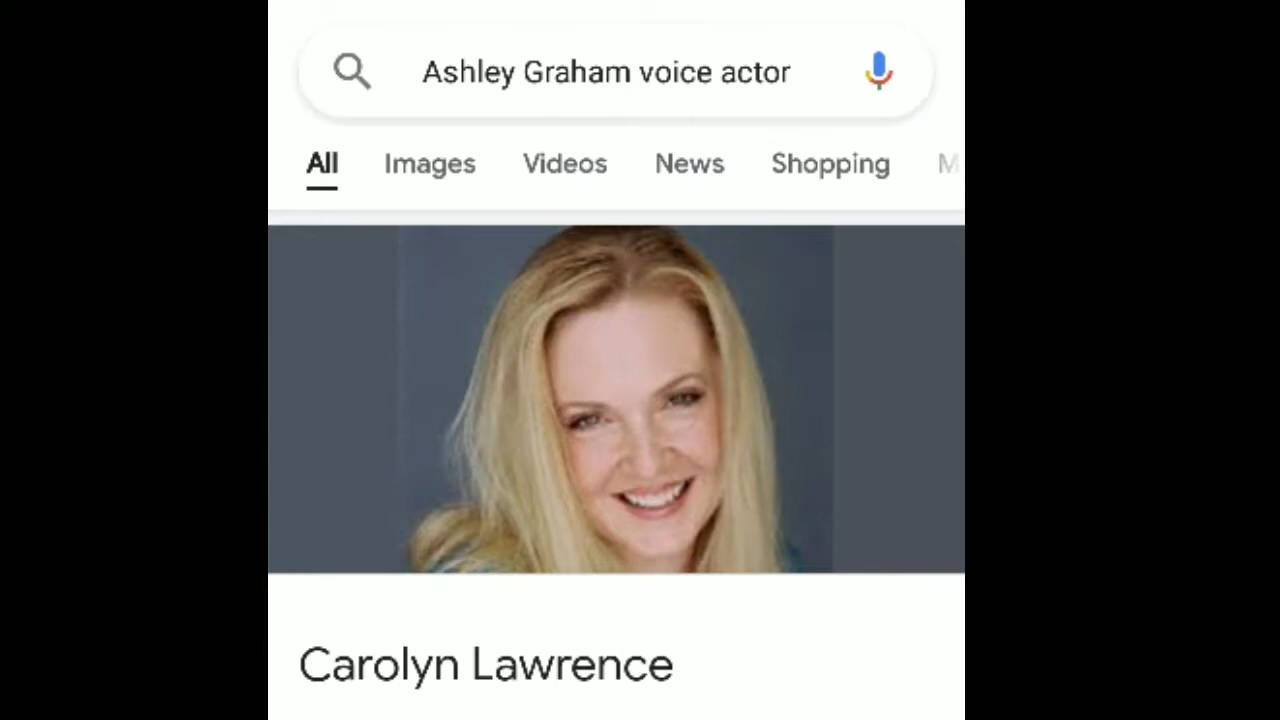 Ashley Graham voice actor
All Images Videos News Shopping M
Carolyn Lawrence